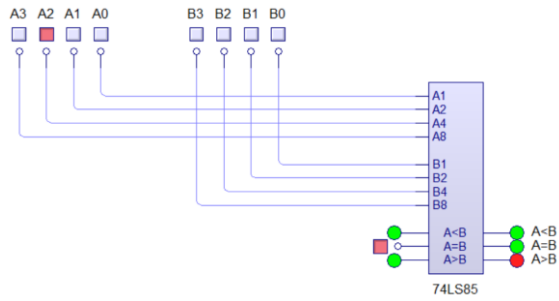 A3 A2 A1 A0 B3 B2 B1 B0
A1
A2
A4
A8
B1
B2
B4
B8
A<B A<B
A=B A=B
A>B A>B
74LS85